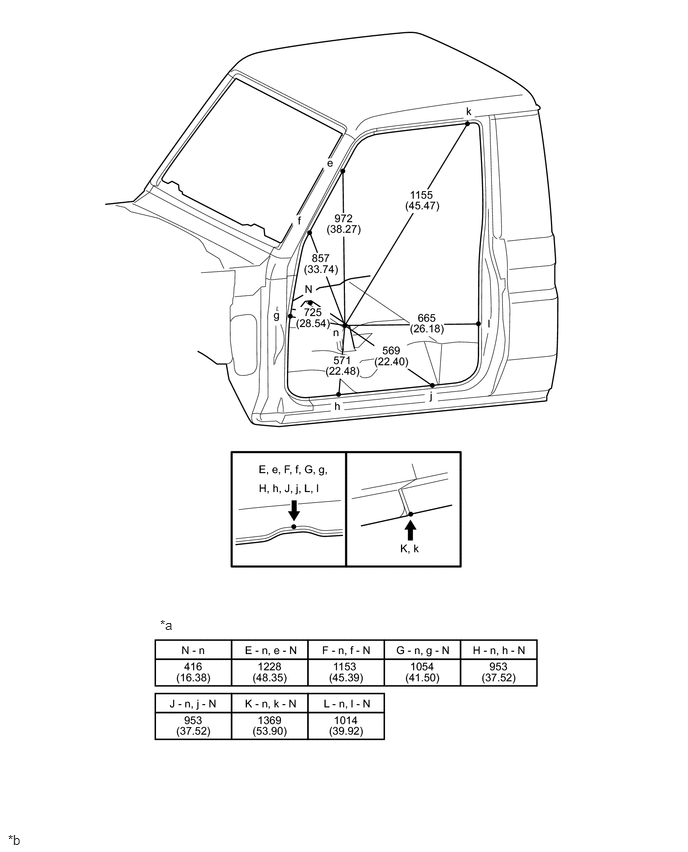 k
e
1155
(45.47)
972
(38.27)
f
857
(33.74)
N
g
725
(28.54)
665
(26.18)
l
n
569
(22.40)
571
(22.48)
h
j
E, e, F, f, G, g,
H, h, J, j, L, l
K, k
*a
N - n E - n, e - N F - n, f - N G - n, g - N H - n, h - N
416 1228 1153 1054 953
(16.38) (48.35) (45.39) (41.50) (37.52)
J - n, j - N K - n, k - N L - n, l - N
953 1369 1014
(37.52) (53.90) (39.92)
*b